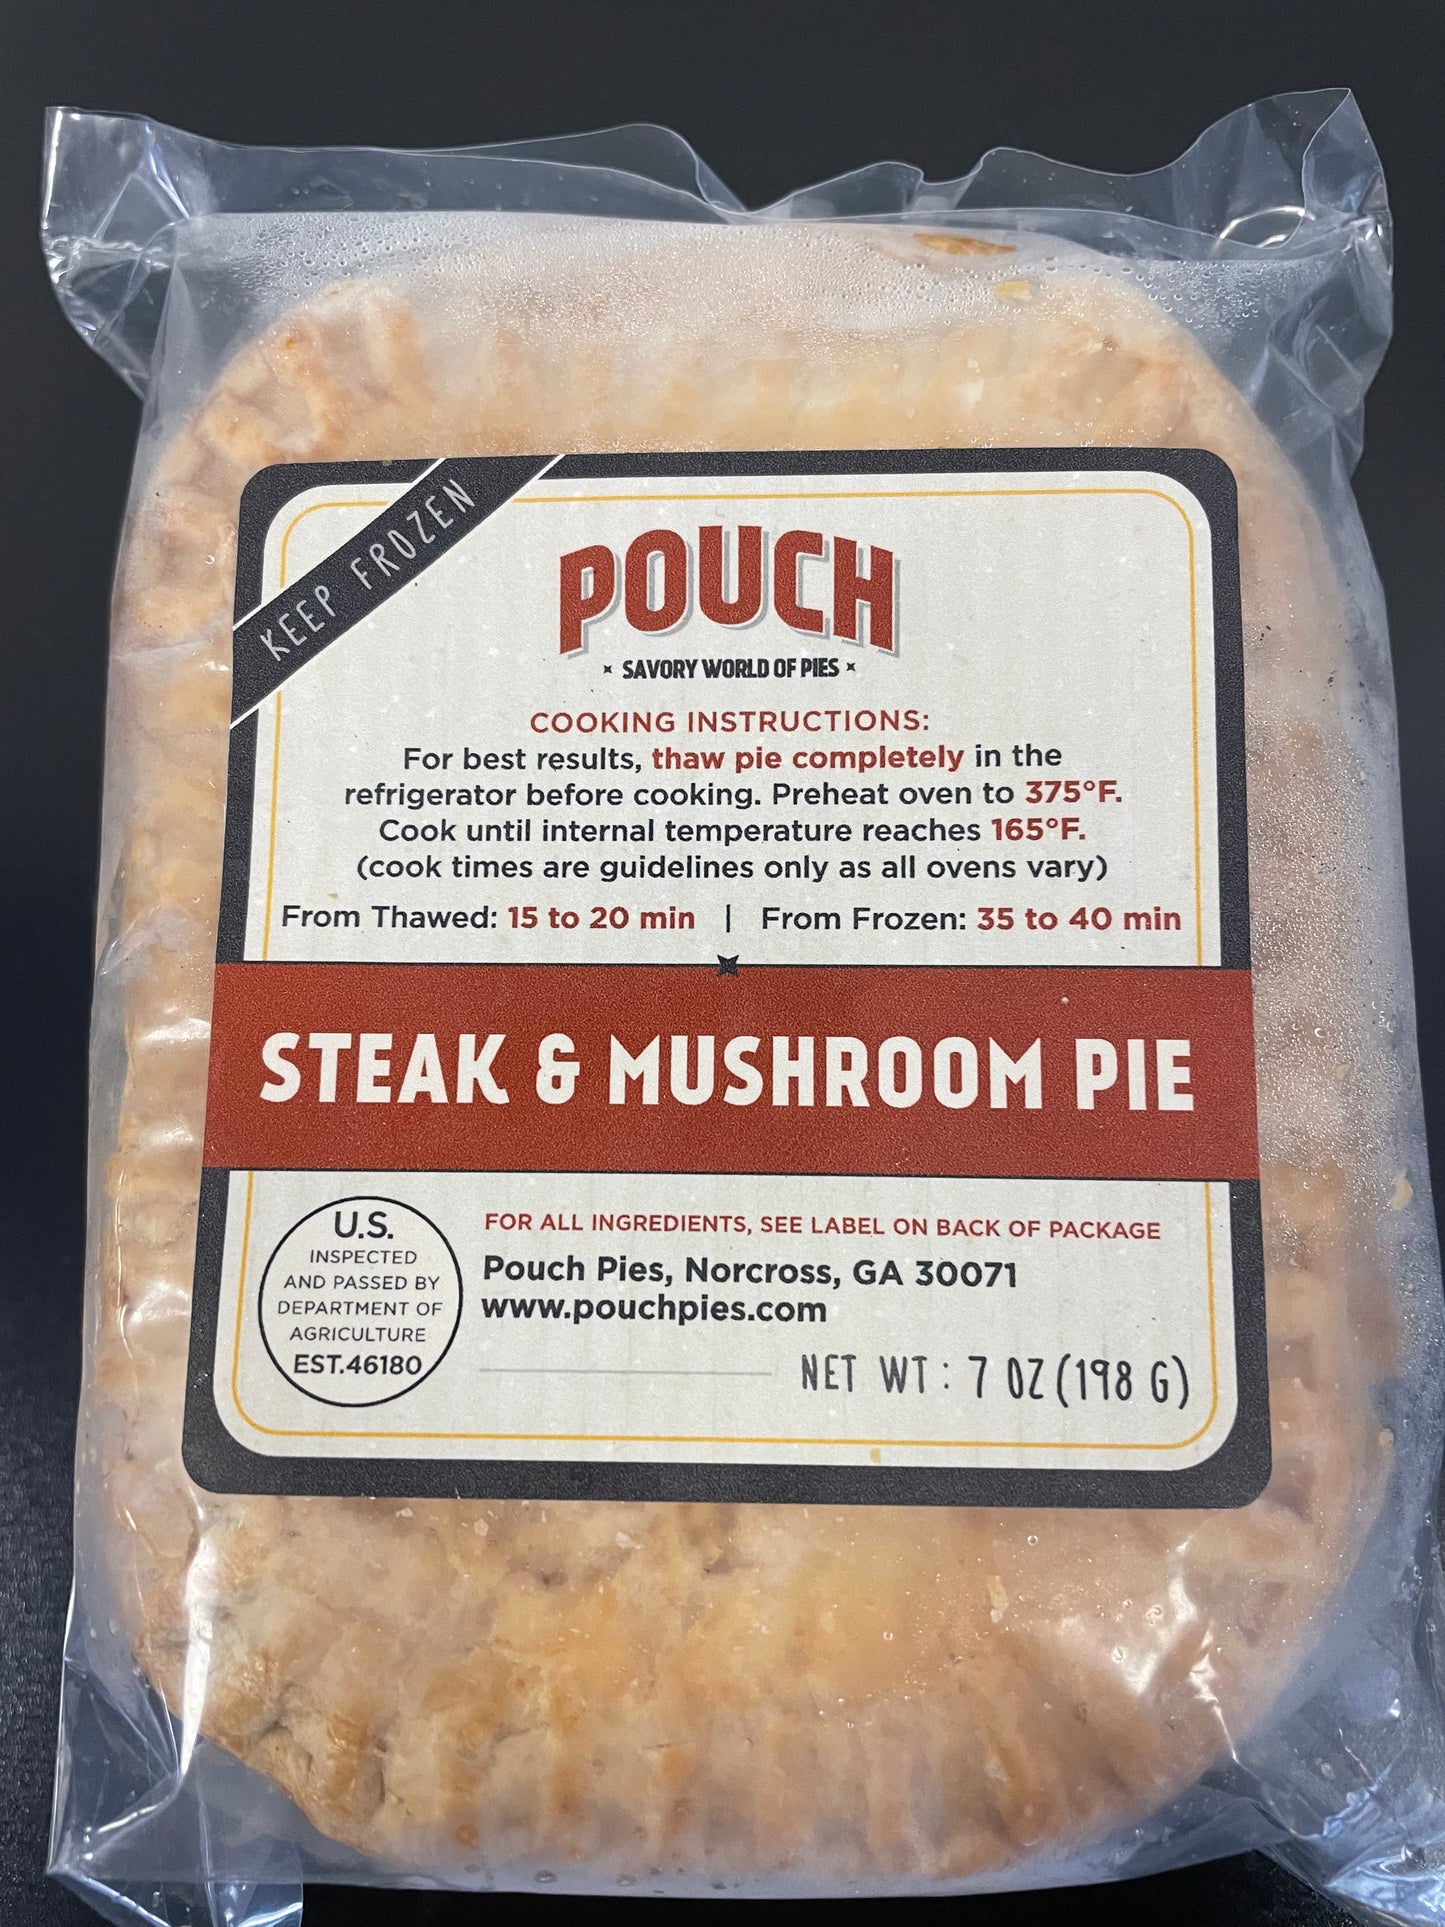 KEEP FROZEN
POUCH
SAVORY WORLD OF PIES
COOKING INSTRUCTIONS:
For best results, thaw pie completely in the
refrigerator before cooking. Preheat oven to 375°F.
Cook until internal temperature reaches 165°F.
(cook times are guidelines only as all ovens vary)
From Thawed: 15 to 20 min | From Frozen: 35 to 40 min
STEAK & MUSHROOM PIE
U.S.
INSPECTED
AND PASSED BY
DEPARTMENT OF
AGRICULTURE
EST.46180
FOR ALL INGREDIENTS, SEE LABEL ON BACK OF PACKAGE
Pouch Pies, Norcross, GA 30071
www.pouchpies.com
NET WT: 7 OZ (198 G)